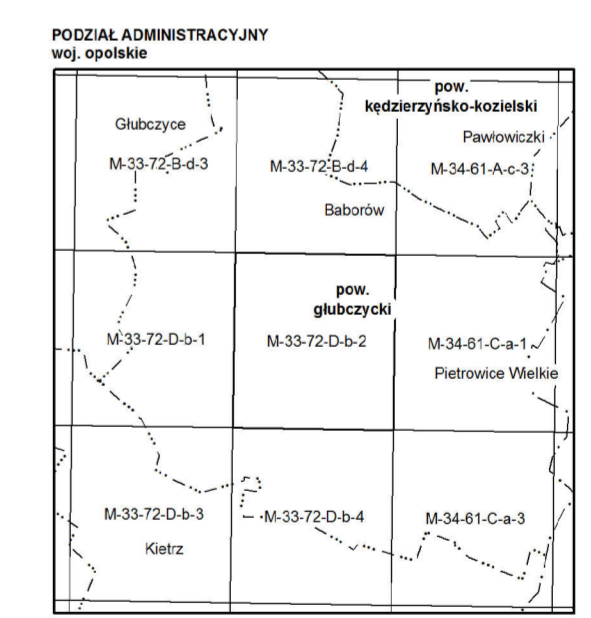 PODZIAŁ ADMINISTRACYJNY
woj. opolskie
pow.
kędzierzyńsko-kozielski
Głubczyce
Pawłowiczki
M-33-72-B-d-3
M-33-72-B-d-4
M-34-61-A-c-3
Baborów
pow.
głubczycki
M-33-72-D-b-1
M-33-72-D-b-2
M-34-61-C-a-1
Pietrowice Wielkie
M-33-72-D-b-3
M-33-72-D-b-4
M-34-61-C-a-3
Kietrz